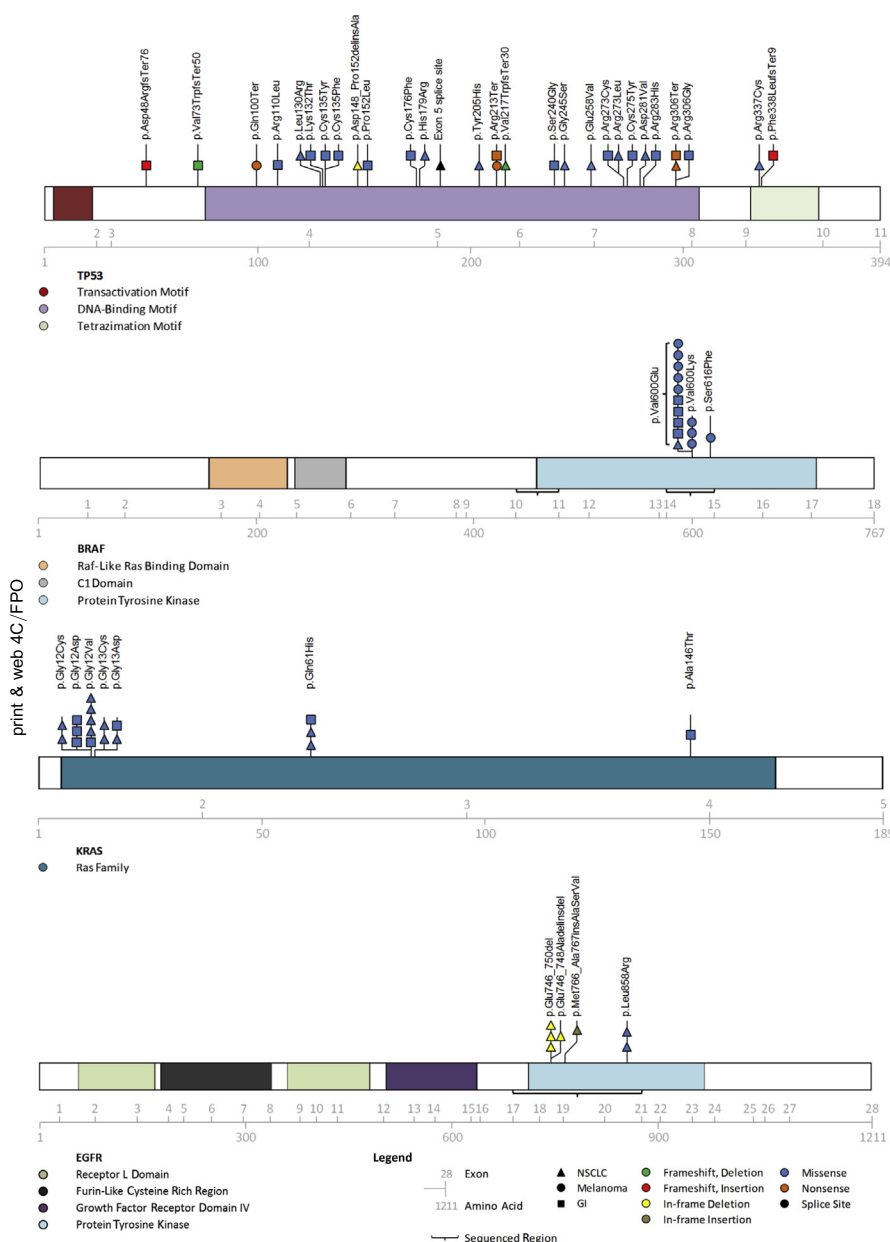 p.Asp48ArgfsTer76
p.Val73TrpfsTer50
p.Gln100Ter
p.Arg110Leu
p.Leu130Arg
p.Lys132Thr
p.Cys135Tyr
p.Cys135Phe
p.Asp148_Pro152delinsAla
p.Pro152Leu
p.Cys176Phe
p.His179Arg
Exon 5 splice site
p.Tyr205His
p.Arg213Ter
p.Val217TrpfsTer30
p.Ser240Gly
p.Gly245Ser
p.Glu258Val
p.Arg273Cys
p.Arg273Leu
p.Cys275Tyr
p.Asp281Val
p.Arg283His
p.Arg306Ter
p.Arg306Gly
p.Arg337Cys
p.Phe338LeufsTer9
2 3 4 5 6 7 8 9 10 11
1 100 200 300 394
TP53
Transactivation Motif
DNA-Binding Motif
Tetrazimation Motif
p.Val600Glu
p.Val600Lys
p.Ser616Phe
1 2 3 4 5 6 7 8 9 10 11 12 13 14 15 16 17 18
1 200 400 600 767
BRAF
Raf-Like Ras Binding Domain
C1Domain
Protein Tyrosine Kinase
print & web 4C/FPO
p.Gly12Cys
p.Gly12Asp
p.Gly12Val
p.Gly13Cys
p.Gly13Asp
p.Gln61His
p.Ala146Thr
2 3 4 5
1 50 100 150 189
KRAS
Ras Family
p.Glu746_750del
p.Glu746_748Aladelinsdel
p.Met766_Ala767insAlaSerVal
p.Leu858Arg
1 2 3 4 5 6 7 8 9 10 11 12 13 14 15 16 17 18 19 20 21 22 23 24 25 26 27 28
1 300 600 900 1211
EGFR
Receptor L Domain
Furin-Like Cysteine Rich Region
Growth Factor Receptor Domain IV
Protein Tyrosine Kinase
Legend
28 Exon
1211 Amino Acid
Sequenced Region
NSCLC
Melanoma
GI
Frameshift, Deletion
Frameshift, Insertion
In-frame Deletion
In-frame Insertion
Missense
Nonsense
Splice Site